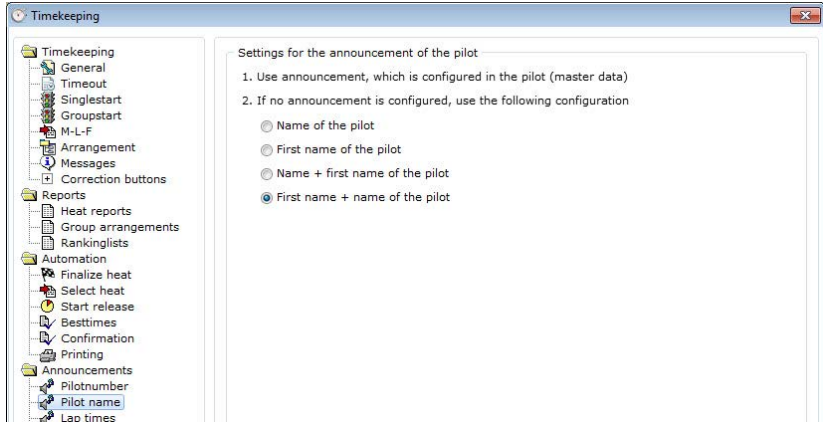 Timekeeping
Timekeeping
General
Timeout
Singlestart
Groupstart
M-L-F
Arrangement
Messages
Correction buttons
Reports
Heat reports
Group arrangements
Rankinglists
Automation
Finalize heat
Select heat
Start release
Besttimes
Confirmation
Printing
Announcements
Pilotnumber
Pilot name
Lap times
Settings for the announcement of the pilot
1. Use announcement, which is configured in the pilot (master data)
2. If no announcement is configured, use the following configuration
Name of the pilot
First name of the pilot
Name + first name of the pilot
First name + name of the pilot